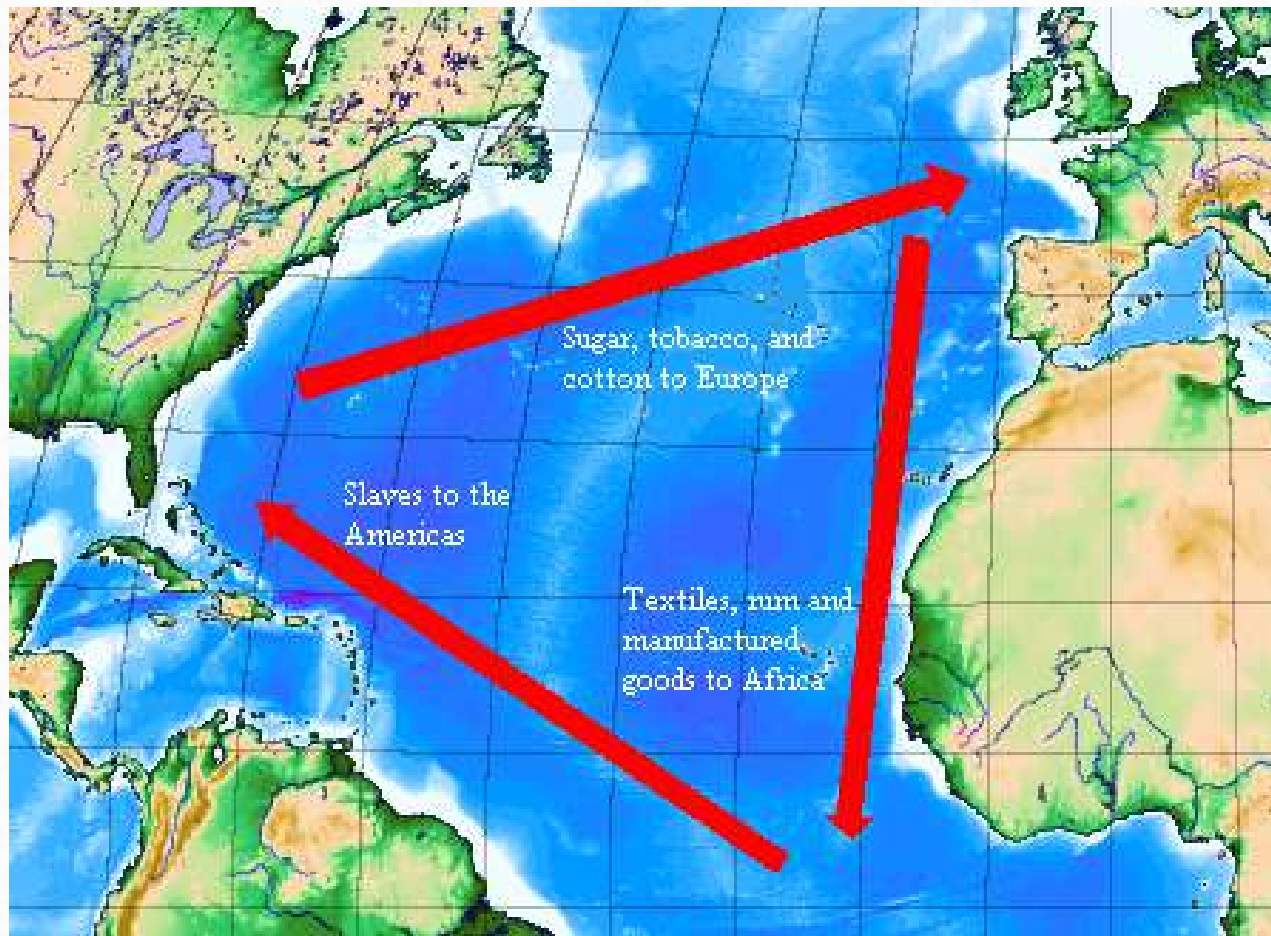 Sugar, tobacco, and
cotton to Europe
Slaves to the
Americas
Textiles, rum and
manufactured
goods to Africa